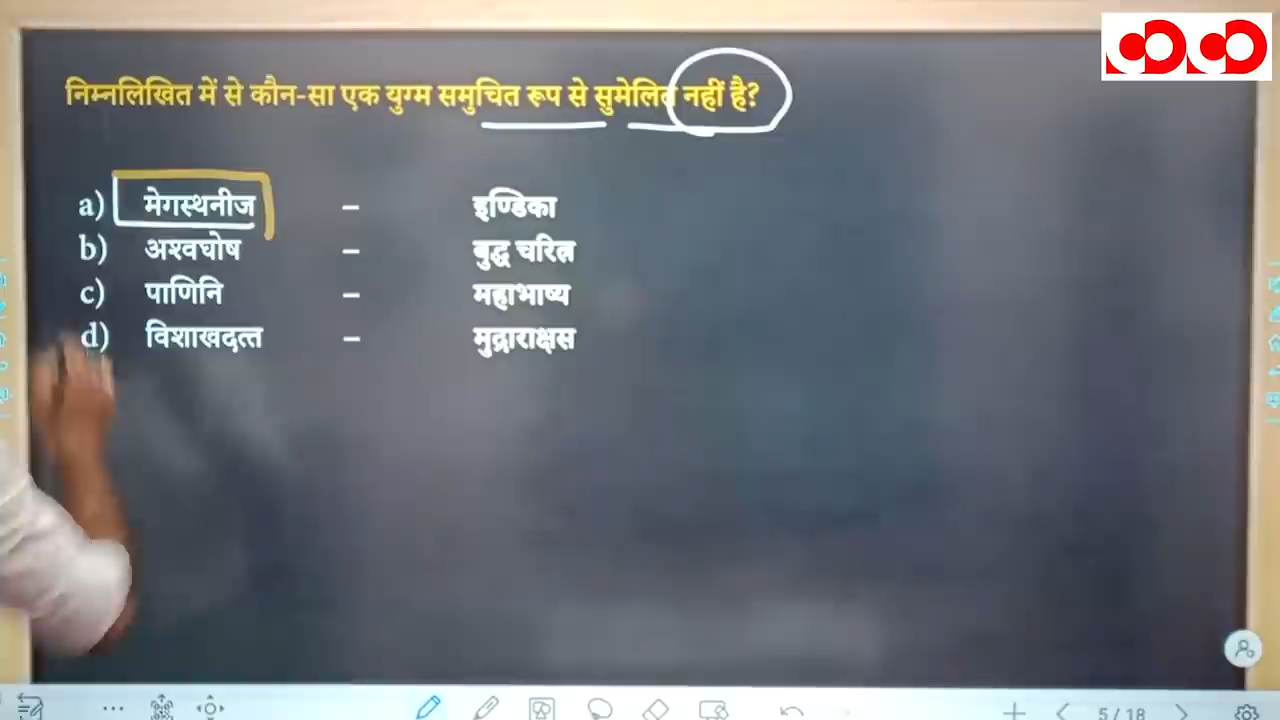 निम्नलिखित में से कौन-सा एक युग्म समुचित रूप से सुमेलित नहीं है?
a) मेगस्थनीज – इण्डिका
b) अश्वघोष – बुद्ध चरित्र
c) पाणिनि – महाभाष्य
d) विशाखदत्त – मुद्राराक्षस
5 / 18